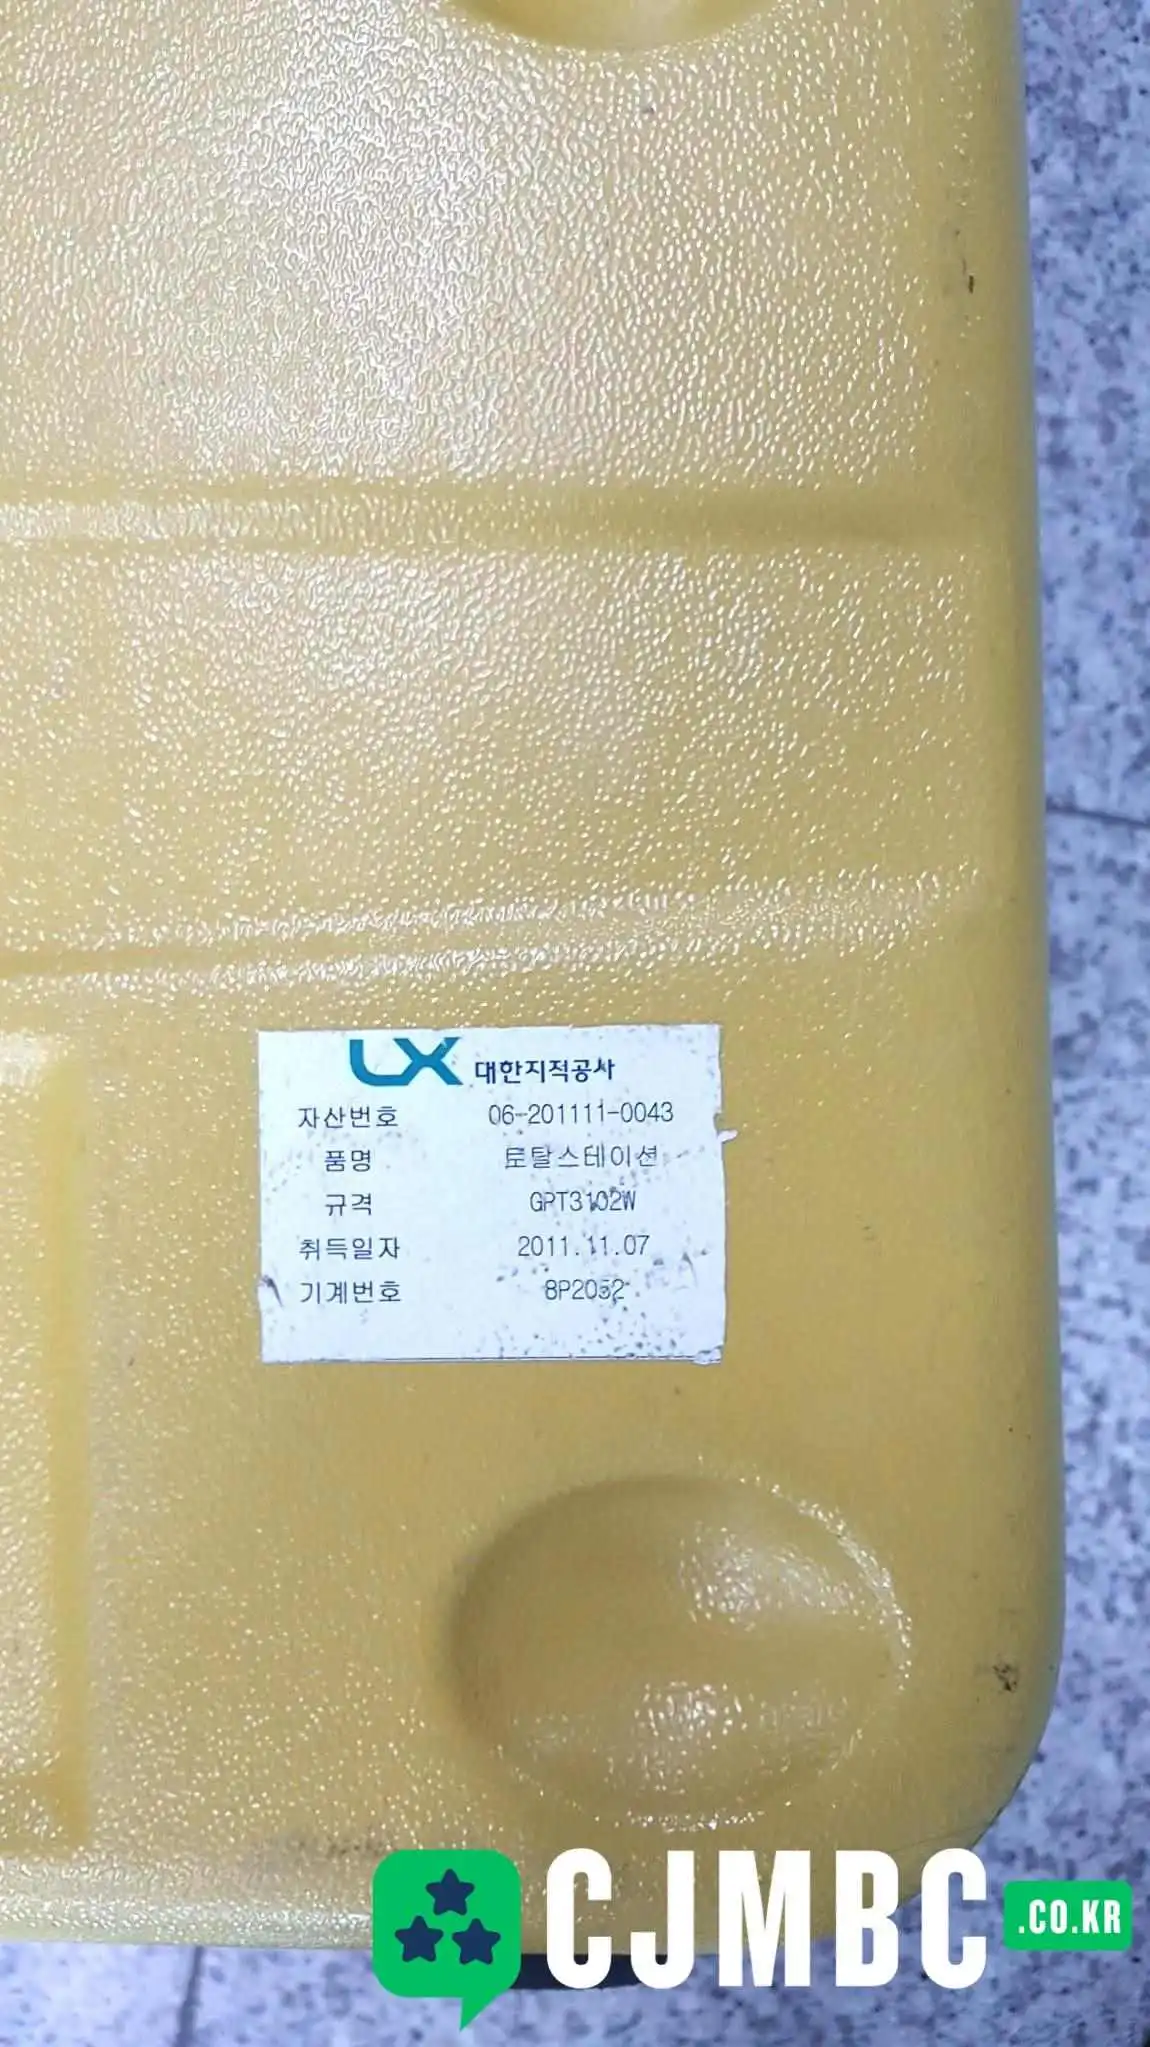 LX 대한지적공사
자산번호 06-201111-0043
품명 토탈스테이션
규격 GPT3102W
취득일자 2011.11.07
기계번호 8P2052
CJMBC .CO.KR